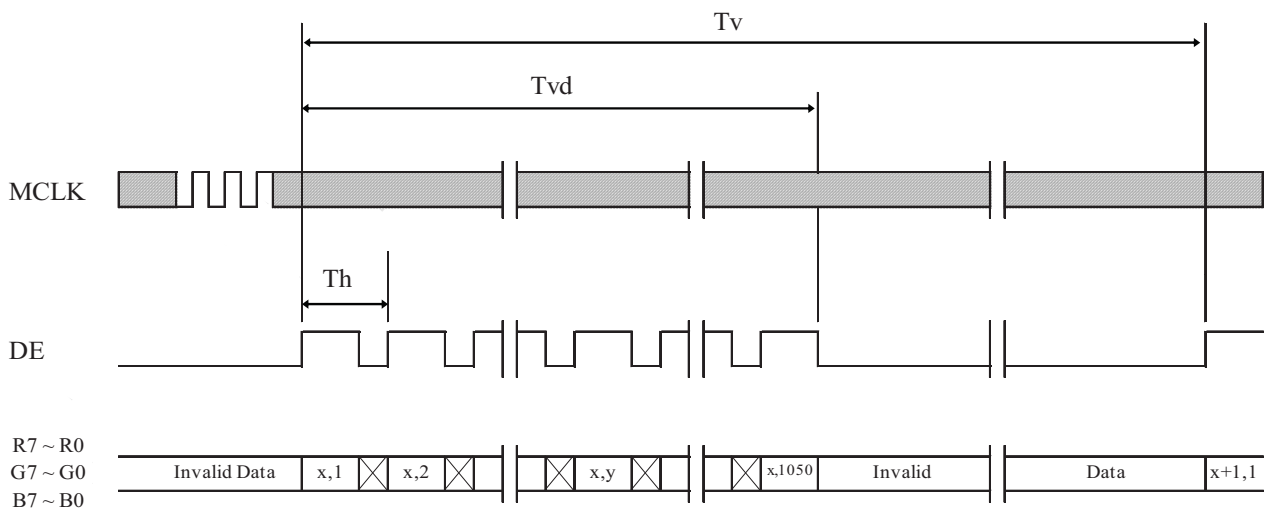 Tv
Tvd
MCLK
Th
DE
R7 ~ R0
G7 ~ G0
B7 ~ B0
Invalid Data x,1 x,2 x,y x,1050 Invalid Data x+1,1